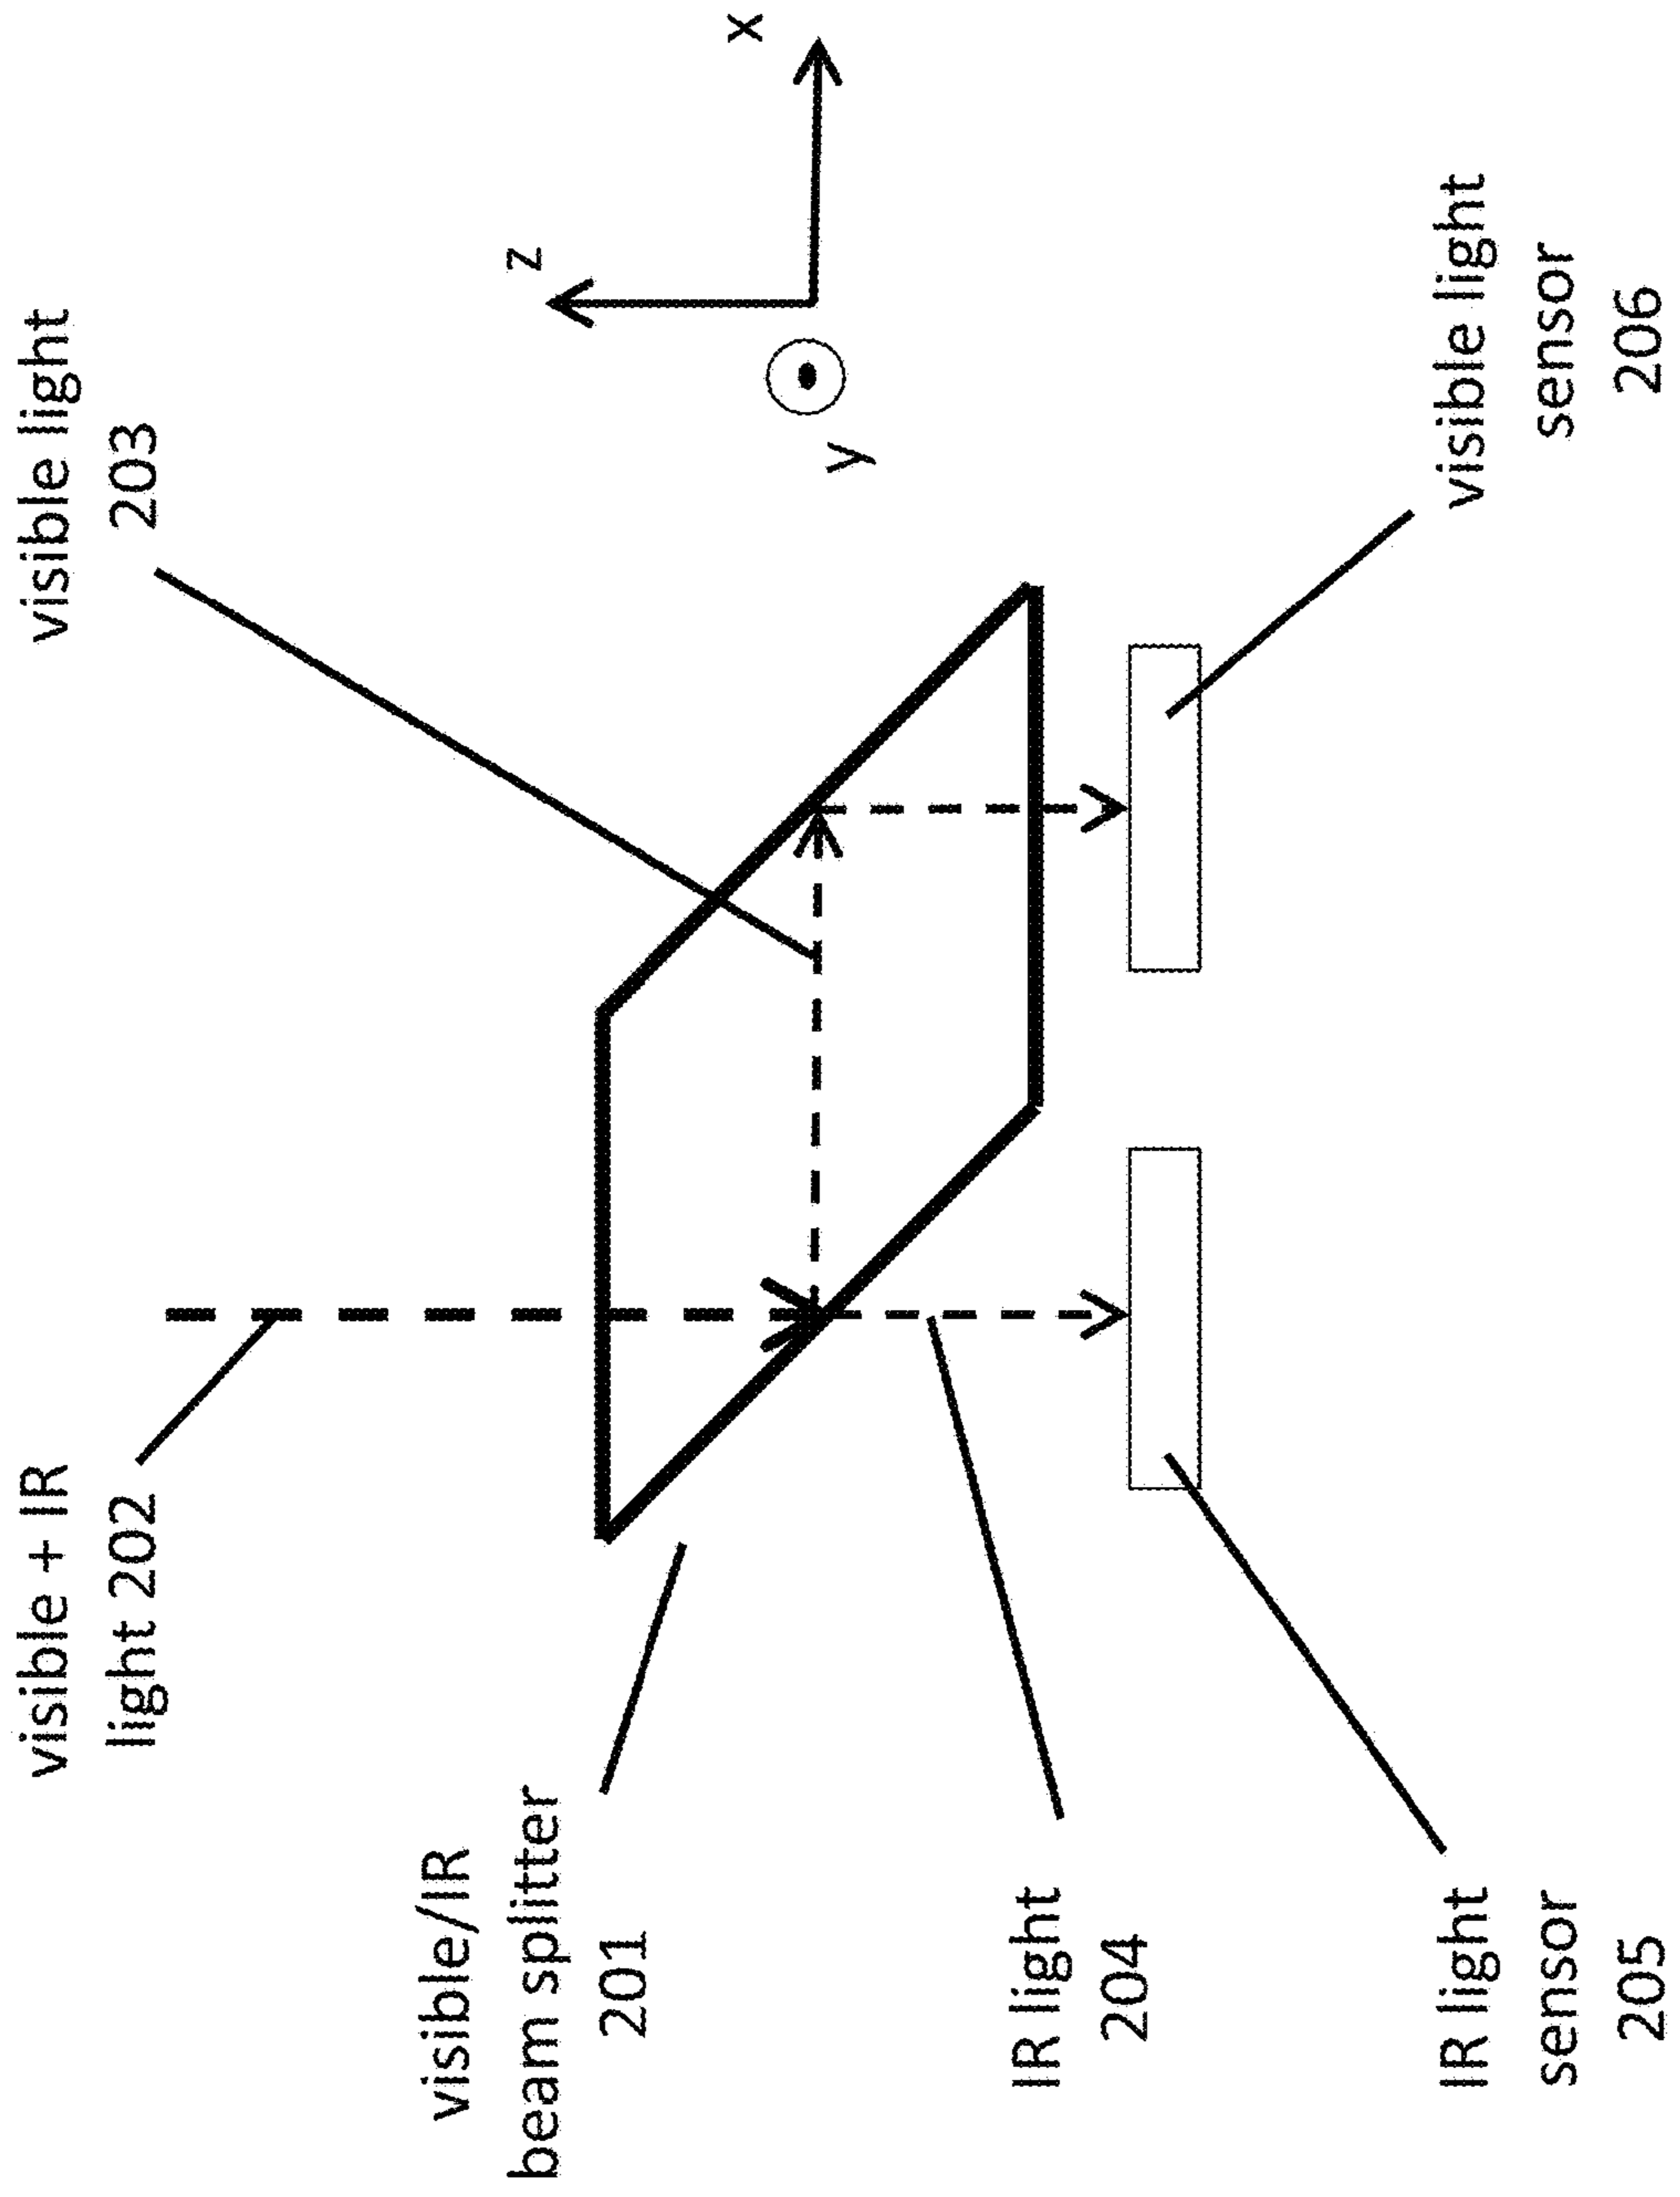 visible + IR
light 202
visible light
203
visible/IR
beam splitter
201
z
x
y
IR light
204
IR light
sensor
205
visible light
sensor
206